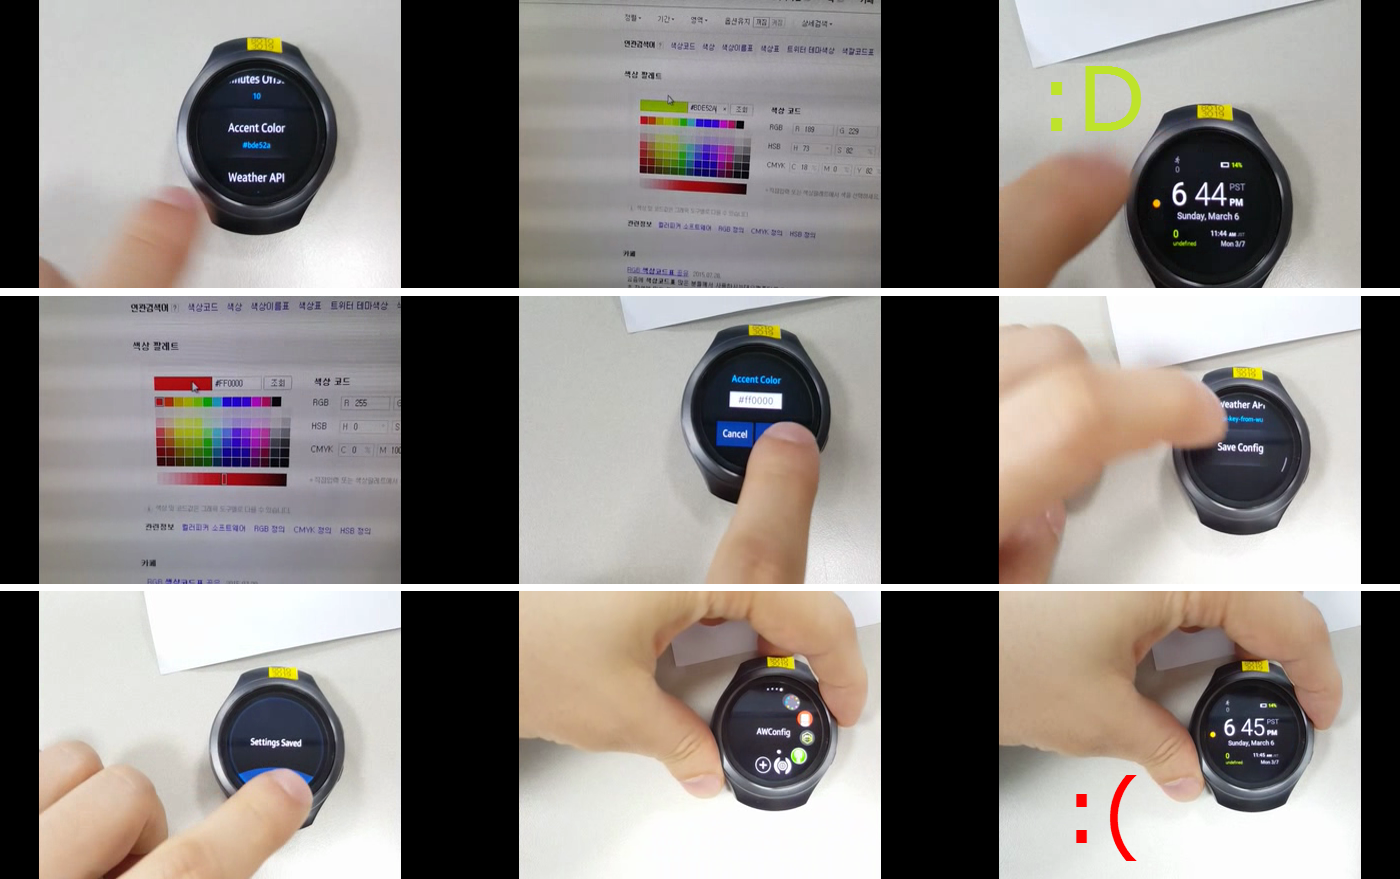 10
Accent Color
#bde52a
Weather API
정렬 기간 영역 옵션유지 상세검색
연관검색어 ? 색상코드 색상 색상이름표 색상표 트위터 테마색상 색깔코드표
색상 팔레트
#BDE52A 조회
색상 코드
RGB R 189 G 229
HSB H 73 S 82
CMYK C 18 % M 0 % Y 82
관련정보 컬러피커 소프트웨어 RGB 정의 CMYK 정의 HSB 정의
카페
RGB 색상코드표 모음 2015.07.28.
:D
0
14%
6 44 PST
PM
Sunday, March 6
0 11:44 AM
undefined Mon 3/7
연관검색어 ? 색상코드 색상 색상이름표 색상표 트위터 테마색상
색상 팔레트
#FF0000 조회
색상 코드
RGB R 255
HSB H 0 ° S
CMYK C 0 % M 100
관련정보 컬러피커 소프트웨어 RGB 정의 CMYK 정의 HSB 정의
카페
Accent Color
#ff0000
Cancel
Weather API
-key-from-wu
Save Config
Settings Saved
AWConfig
0
14%
6 45 PST
PM
Sunday, March 6
0 11:45 AM
undefined Mon 3/7
:(